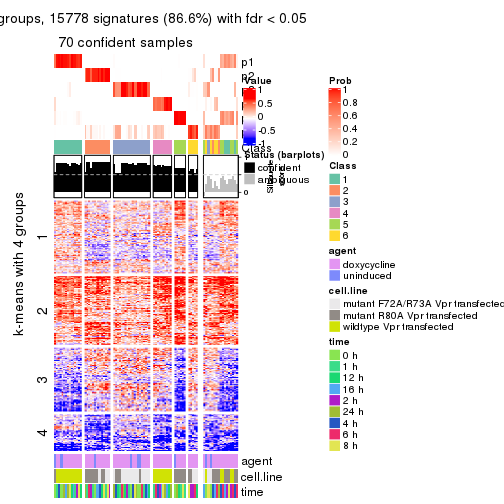 groups, 15778 signatures (86.6%) with fdr < 0.05
70 confident samples
p1
p2
Class
k-means with 4 groups
1
2
3
4
agent
cell.line
time
Value
1
0.5
0
-0.5
-1
Status (barplots)
confident
ambiguous
0
Prob
1
0.8
0.6
0.4
0.2
0
Class
1
2
3
4
5
6
agent
doxycycline
uninduced
cell.line
mutant F72A/R73A Vpr transfected
mutant R80A Vpr transfected
wildtype Vpr transfected
time
0 h
1 h
12 h
16 h
2 h
24 h
4 h
6 h
8 h